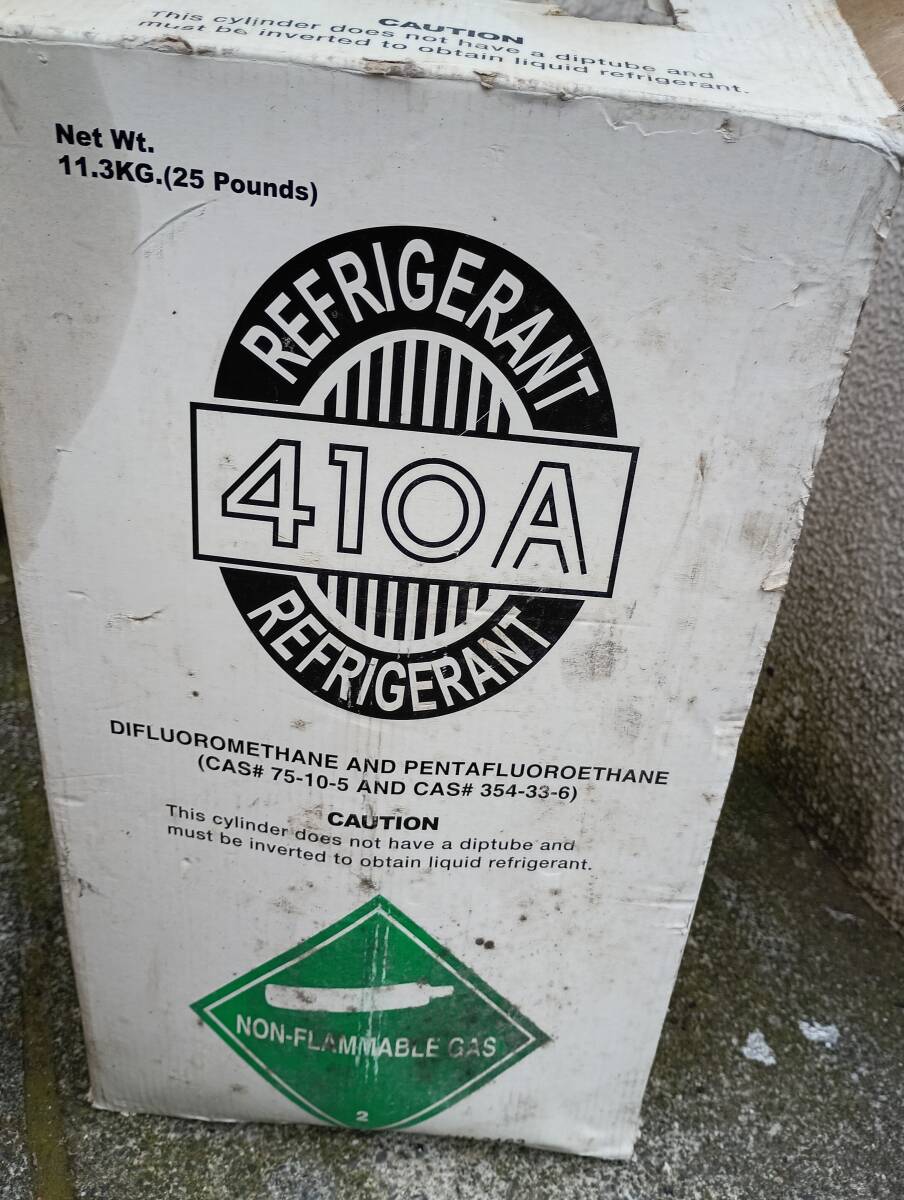 CAUTION
This cylinder does not have a diptube and
must be inverted to obtain liquid refrigerant.
Net Wt.
11.3KG.(25 Pounds)
REFRIGERANT
410A
REFRIGERANT
DIFLUOROMETHANE AND PENTAFLUOROETHANE
(CAS# 75-10-5 AND CAS# 354-33-6)
CAUTION
This cylinder does not have a diptube and
must be inverted to obtain liquid refrigerant.
NON-FLAMMABLE GAS
2